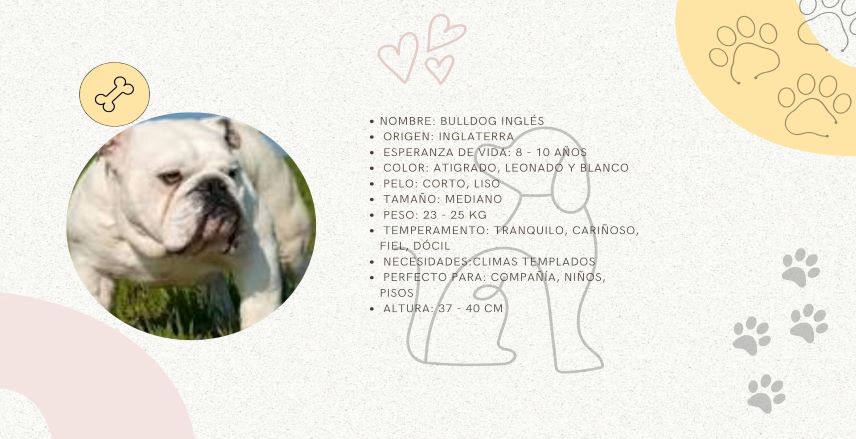 • NOMBRE: BULLDOG INGLÉS
• ORIGEN: INGLATERRA
• ESPERANZA DE VIDA: 8 - 10 AÑOS
• COLOR: ATIGRADO, LEONADO Y BLANCO
• PELO: CORTO, LISO
• TAMAÑO: MEDIANO
• PESO: 23 - 25 KG
• TEMPERAMENTO: TRANQUILO, CARIÑOSO,
FIEL, DÓCIL
• NECESIDADES:CLIMAS TEMPLADOS
• PERFECTO PARA: COMPAÑÍA, NIÑOS,
PISOS
• ALTURA: 37 - 40 CM